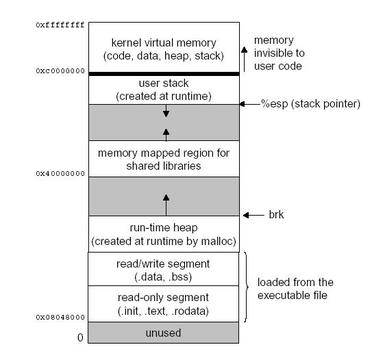 0xffffffff
kernel virtual memory
(code, data, heap, stack)
memory
invisible to
user code
0xc0000000
user stack
(created at runtime)
%esp (stack pointer)
memory mapped region for
shared libraries
0x40000000
brk
run-time heap
(created at runtime by malloc)
read/write segment
(.data, .bss)
loaded from the
executable file
read-only segment
(.init, .text, .rodata)
0x08048000
unused
0